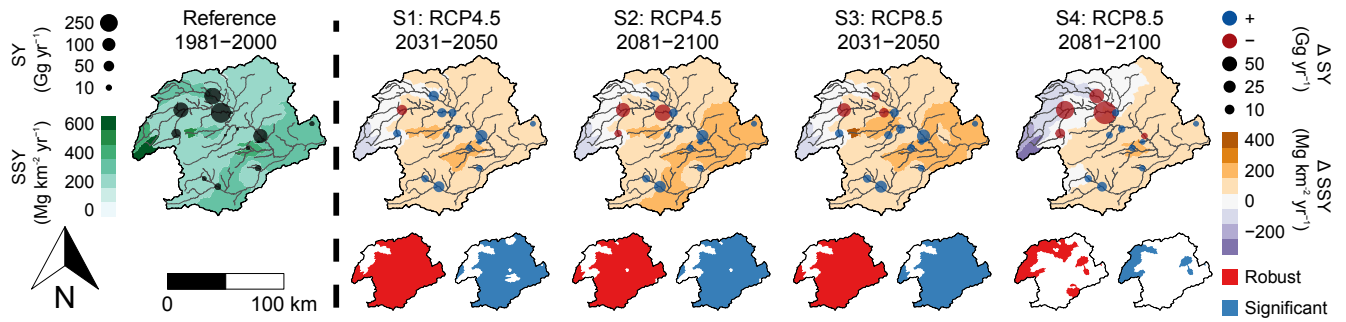 SY
(Gg yr⁻¹)
250
100
50
10
SSY
(Mg km⁻² yr⁻¹)
600
400
200
0
N
Reference
1981−2000
0
100 km
S1: RCP4.5
2031−2050
S2: RCP4.5
2081−2100
S3: RCP8.5
2031−2050
S4: RCP8.5
2081−2100
+
−
50
25
10
Δ SY
(Gg yr⁻¹)
400
200
0
−200
Δ SSY
(Mg km⁻² yr⁻¹)
Robust
Significant